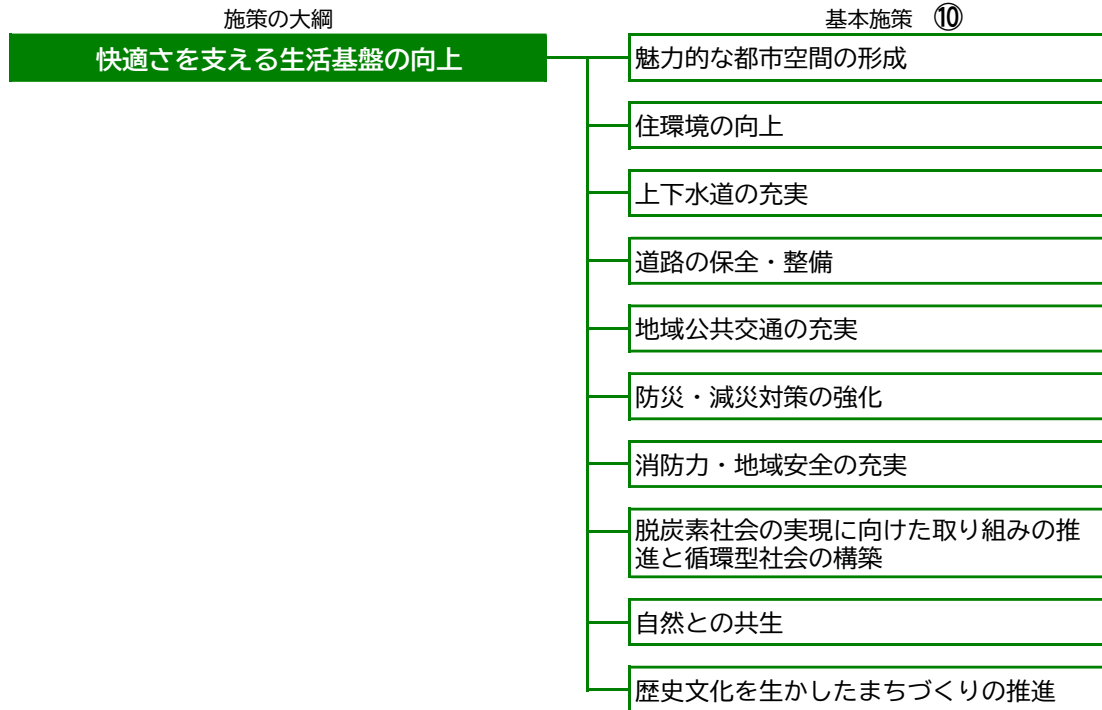 施策の大綱
基本施策 ⑩
快適さを支える生活基盤の向上
魅力的な都市空間の形成
住環境の向上
上下水道の充実
道路の保全・整備
地域公共交通の充実
防災・減災対策の強化
消防力・地域安全の充実
脱炭素社会の実現に向けた取り組みの推
進と循環型社会の構築
自然との共生
歴史文化を生かしたまちづくりの推進